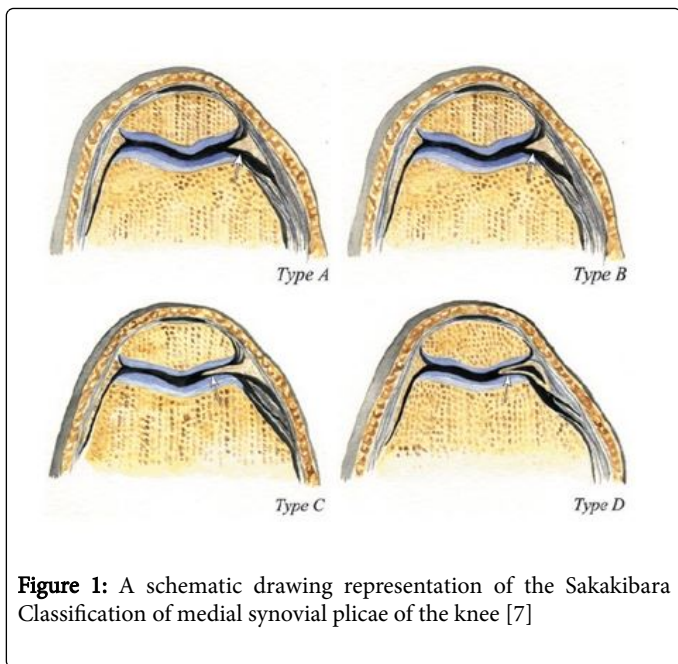 Type A
Type B
Type C
Type D
Figure 1: A schematic drawing representation of the Sakakibara
Classification of medial synovial plicae of the knee [7]